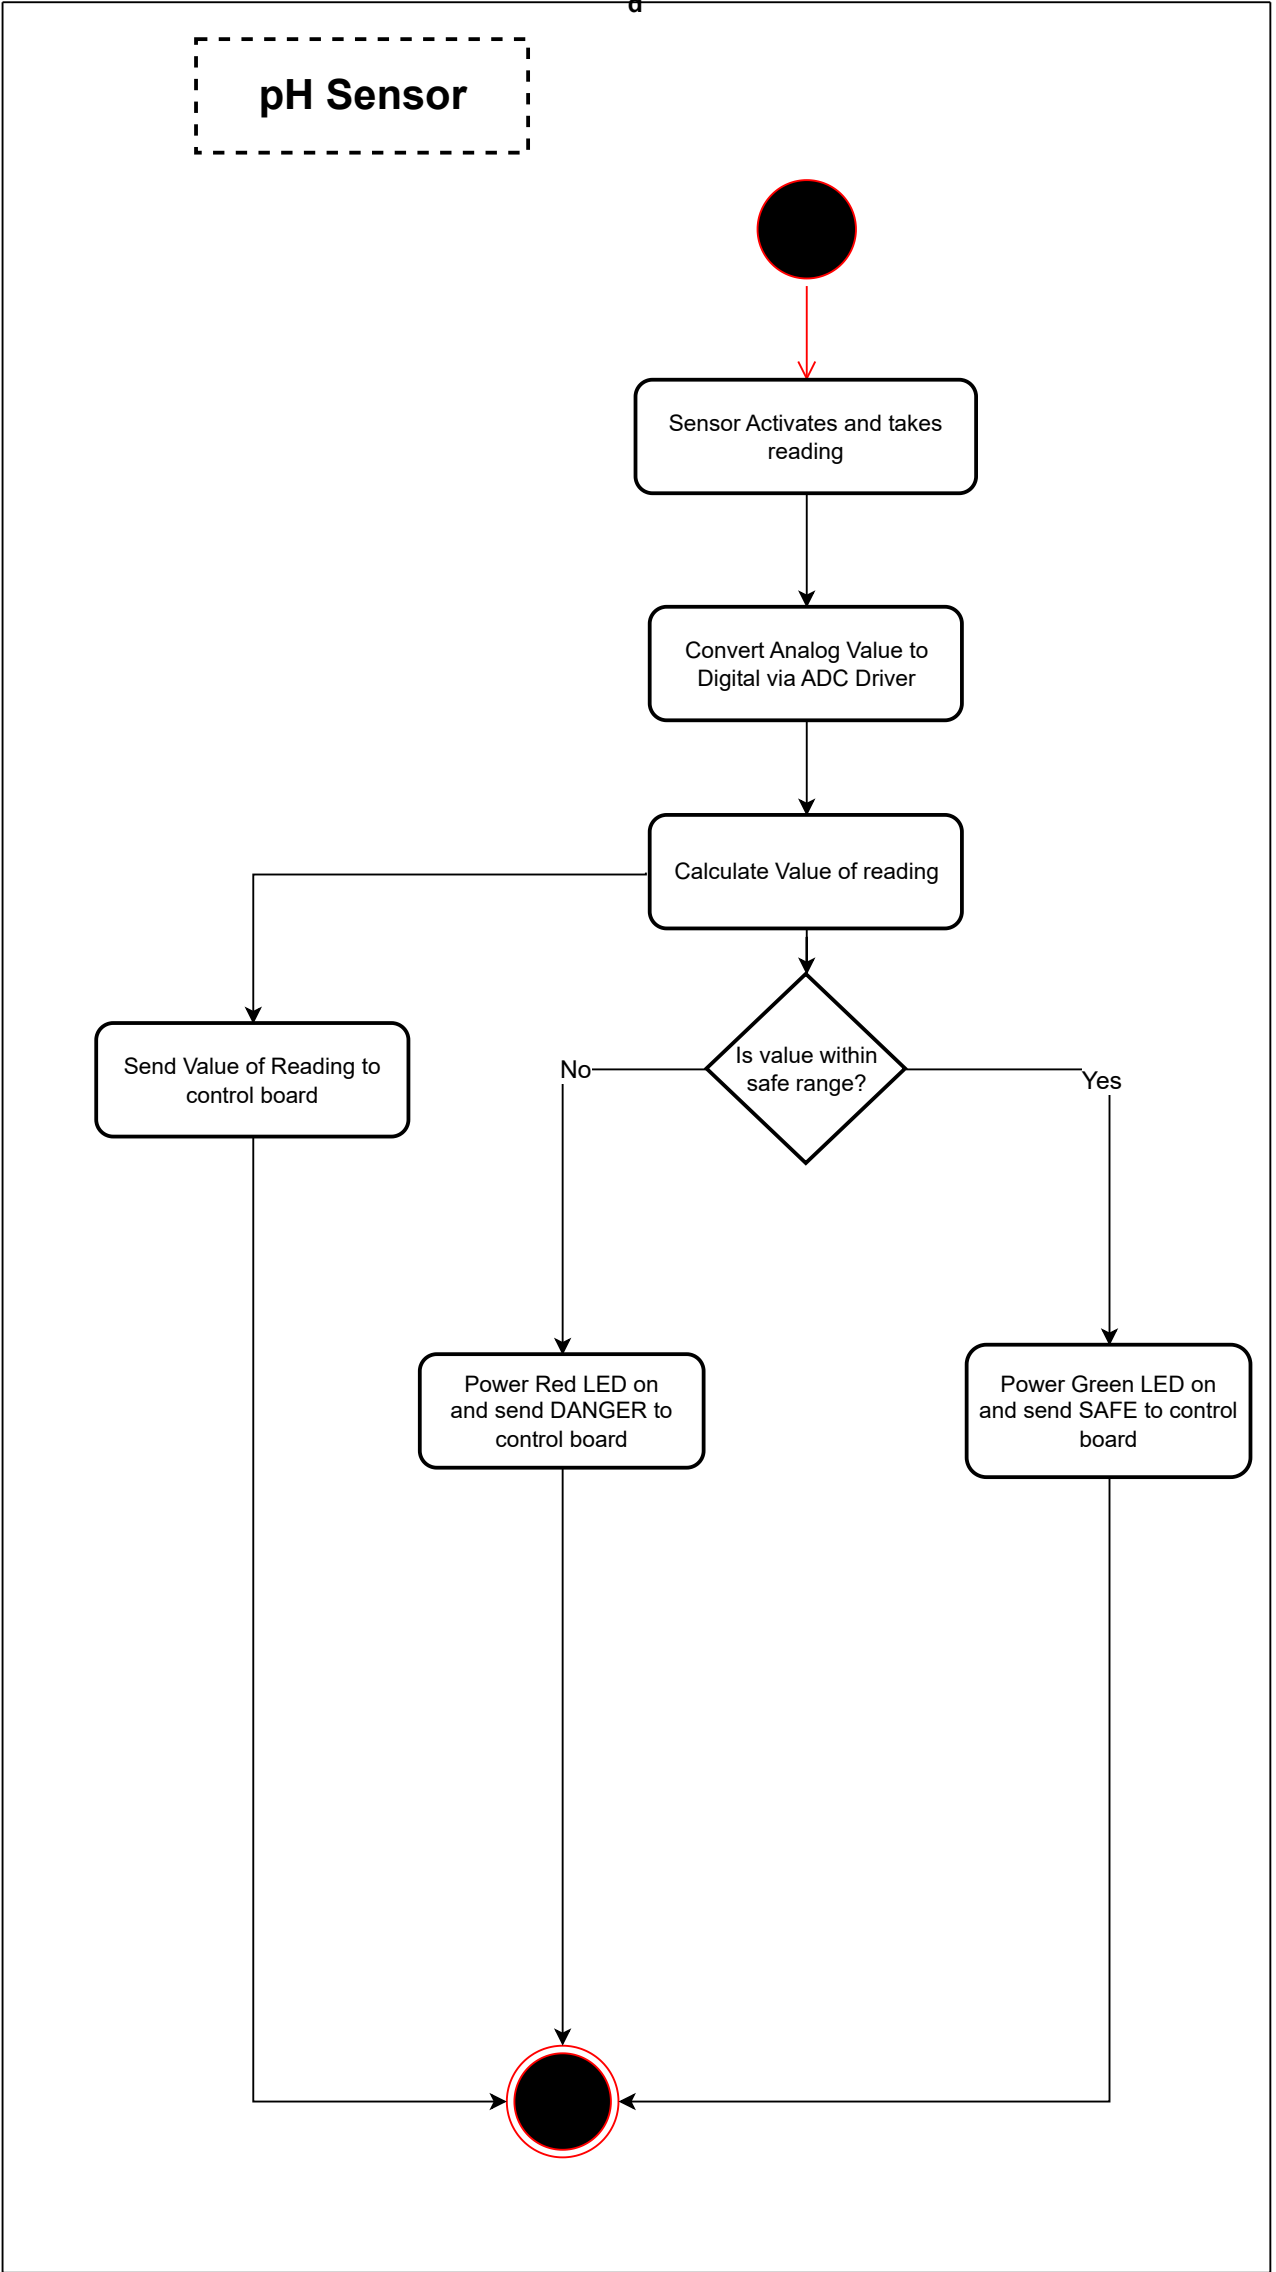 pH Sensor
Sensor Activates and takes
reading
Convert Analog Value to
Digital via ADC Driver
Calculate Value of reading
Send Value of Reading to
control board
Is value within
safe range?
No
Yes
Power Red LED on
and send DANGER to
control board
Power Green LED on
and send SAFE to control
board